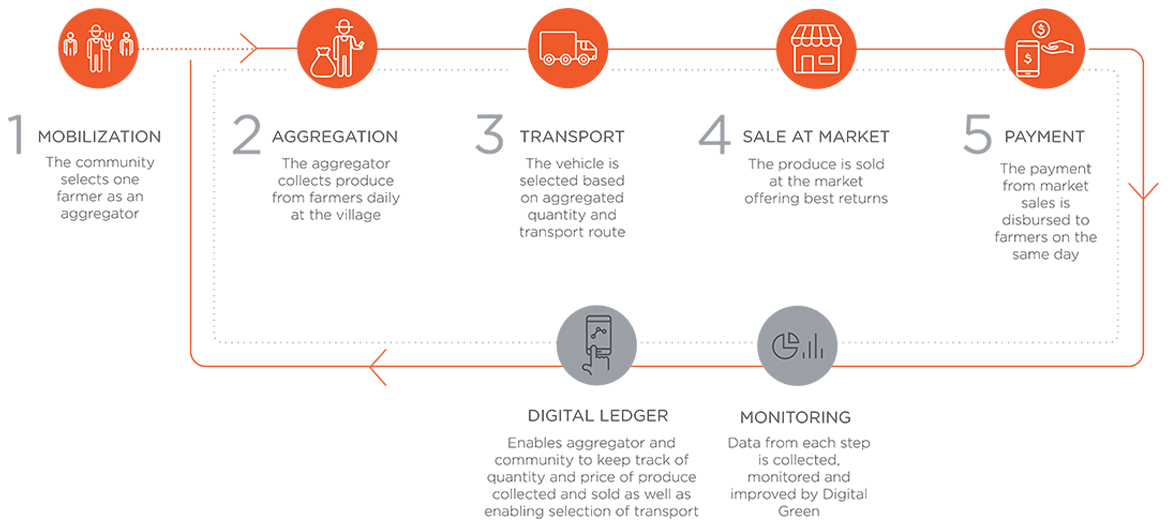 1 MOBILIZATION
The community
selects one
farmer as an
aggregator
2 AGGREGATION
The aggregator
collects produce
from farmers daily
at the village
3 TRANSPORT
The vehicle is
selected based
on aggregated
quantity and
transport route
4 SALE AT MARKET
The produce is sold
at the market
offering best returns
$
$
5 PAYMENT
The payment
from market
sales is
disbursed to
farmers on the
same day
DIGITAL LEDGER
Enables aggregator and
community to keep track of
quantity and price of produce
collected and sold as well as
enabling selection of transport
MONITORING
Data from each step
is collected,
monitored and
improved by Digital
Green